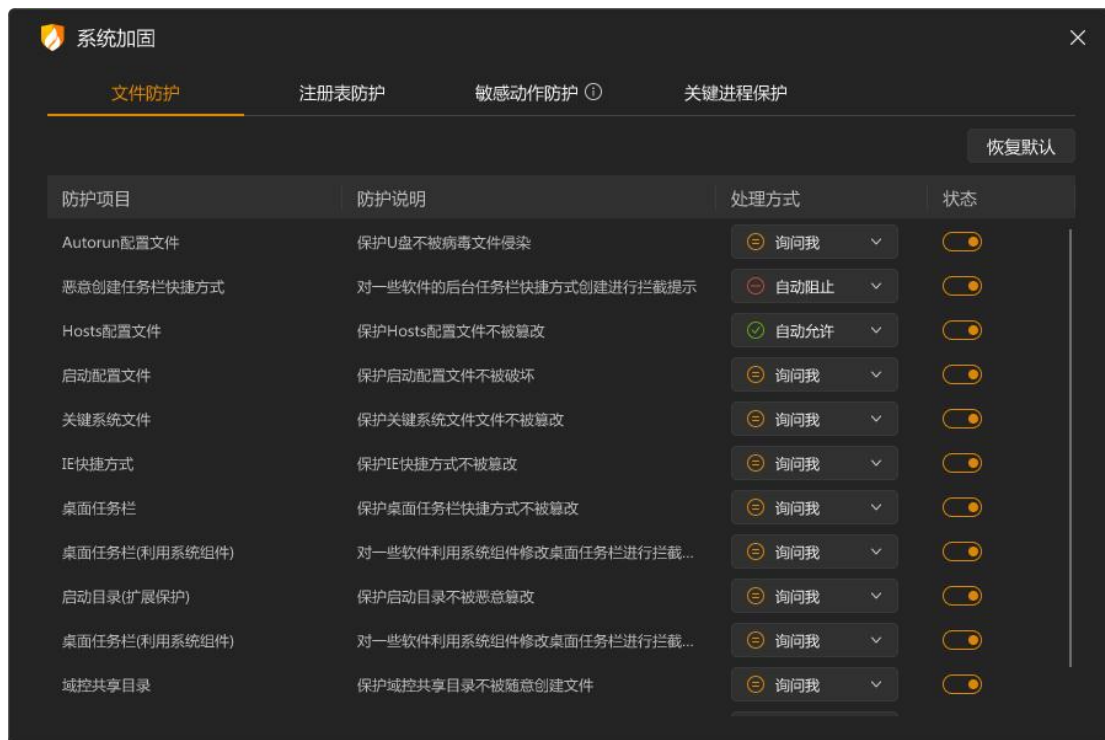 系统加固
文件防护 注册表防护 敏感动作防护 关键进程保护
恢复默认
防护项目 防护说明 处理方式 状态
Autorun配置文件 保护U盘不被病毒文件侵染 询问我
恶意创建任务栏快捷方式 对一些软件的后台任务栏快捷方式创建进行拦截提示 自动阻止
Hosts配置文件 保护Hosts配置文件不被篡改 自动允许
启动配置文件 保护启动配置文件不被破坏 询问我
关键系统文件 保护关键系统文件文件不被篡改 询问我
IE快捷方式 保护IE快捷方式不被篡改 询问我
桌面任务栏 保护桌面任务栏快捷方式不被篡改 询问我
桌面任务栏(利用系统组件) 对一些软件利用系统组件修改桌面任务栏进行拦截... 询问我
启动目录(扩展保护) 保护启动目录不被恶意篡改 询问我
桌面任务栏(利用系统组件) 对一些软件利用系统组件修改桌面任务栏进行拦截... 询问我
域控共享目录 保护域控共享目录不被随意创建文件 询问我